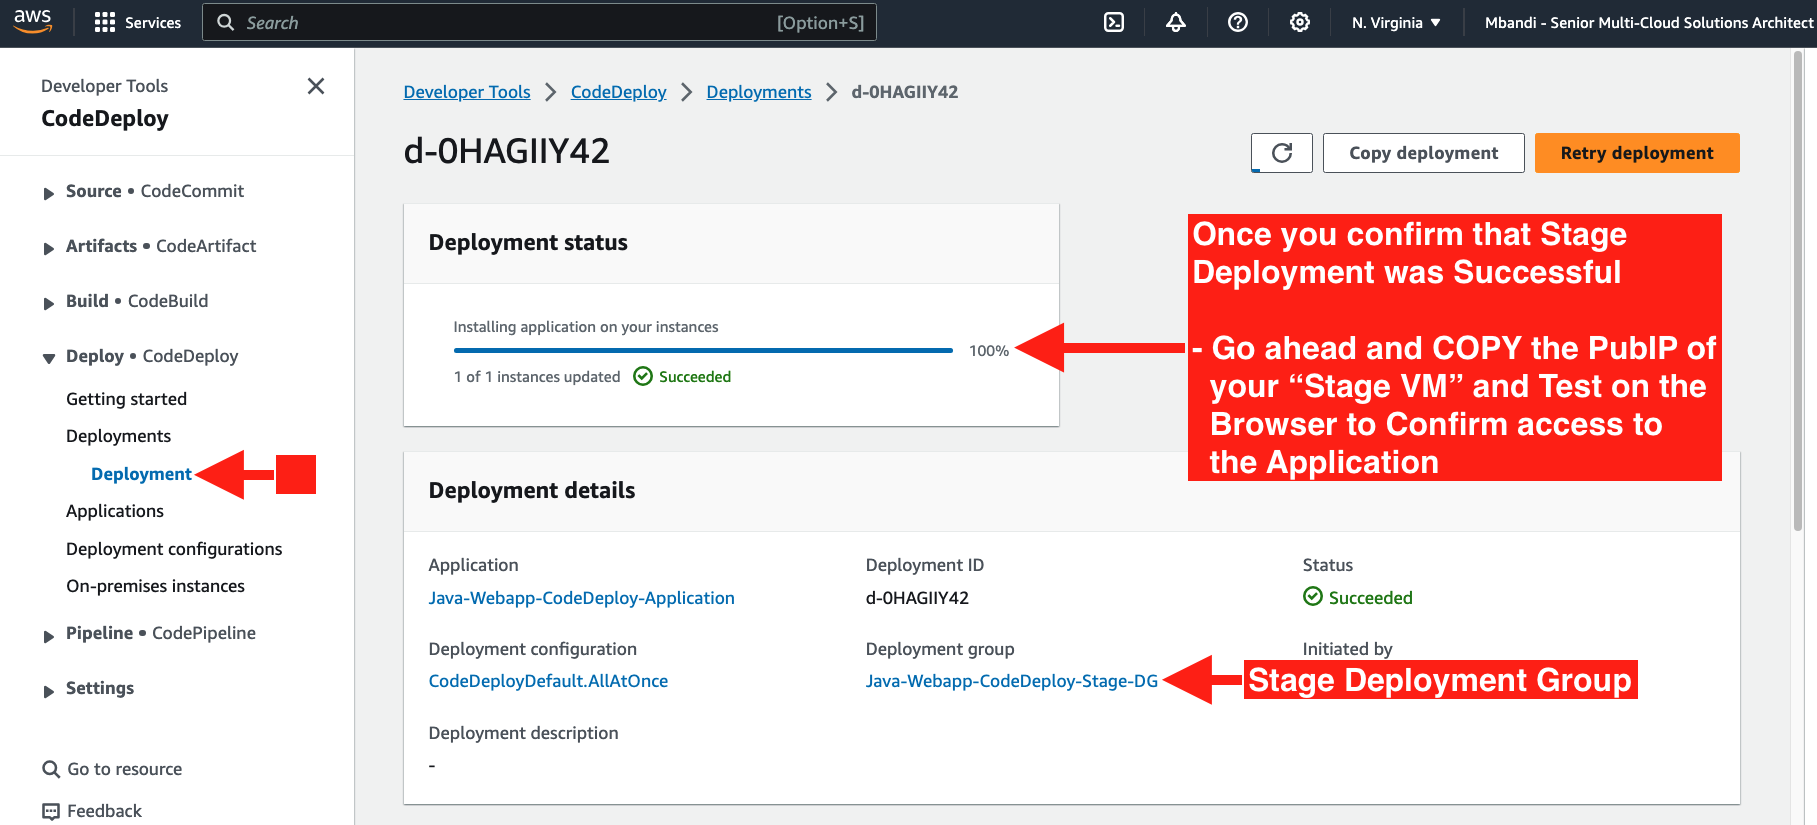 aws
Services
Search
[Option+S]
N. Virginia
Mbandi - Senior Multi-Cloud Solutions Architect
Developer Tools
CodeDeploy
Source • CodeCommit
Artifacts • CodeArtifact
Build • CodeBuild
Deploy • CodeDeploy
Getting started
Deployments
Deployment
Applications
Deployment configurations
On-premises instances
Pipeline • CodePipeline
Settings
Go to resource
Feedback
Developer Tools > CodeDeploy > Deployments > d-0HAGIIY42
d-0HAGIIY42
Copy deployment
Retry deployment
Deployment status
Installing application on your instances
100%
1 of 1 instances updated
Succeeded
Once you confirm that Stage
Deployment was Successful
- Go ahead and COPY the PubIP of
your “Stage VM” and Test on the
Browser to Confirm access to
the Application
Deployment details
Application
Java-Webapp-CodeDeploy-Application
Deployment ID
d-0HAGIIY42
Status
Succeeded
Deployment configuration
CodeDeployDefault.AllAtOnce
Deployment group
Java-Webapp-CodeDeploy-Stage-DG
Initiated by
Stage Deployment Group
Deployment description
-